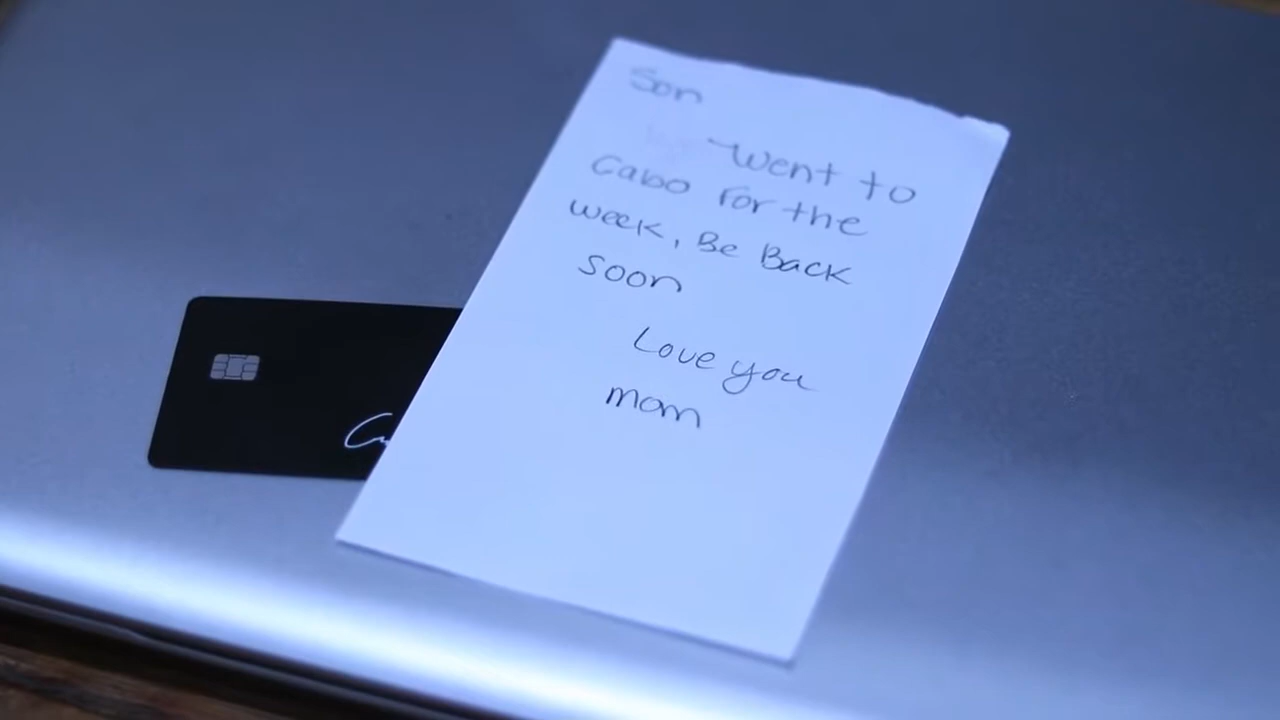 Son
Went to
Cabo for the
week, Be Back
soon
Love you
mom